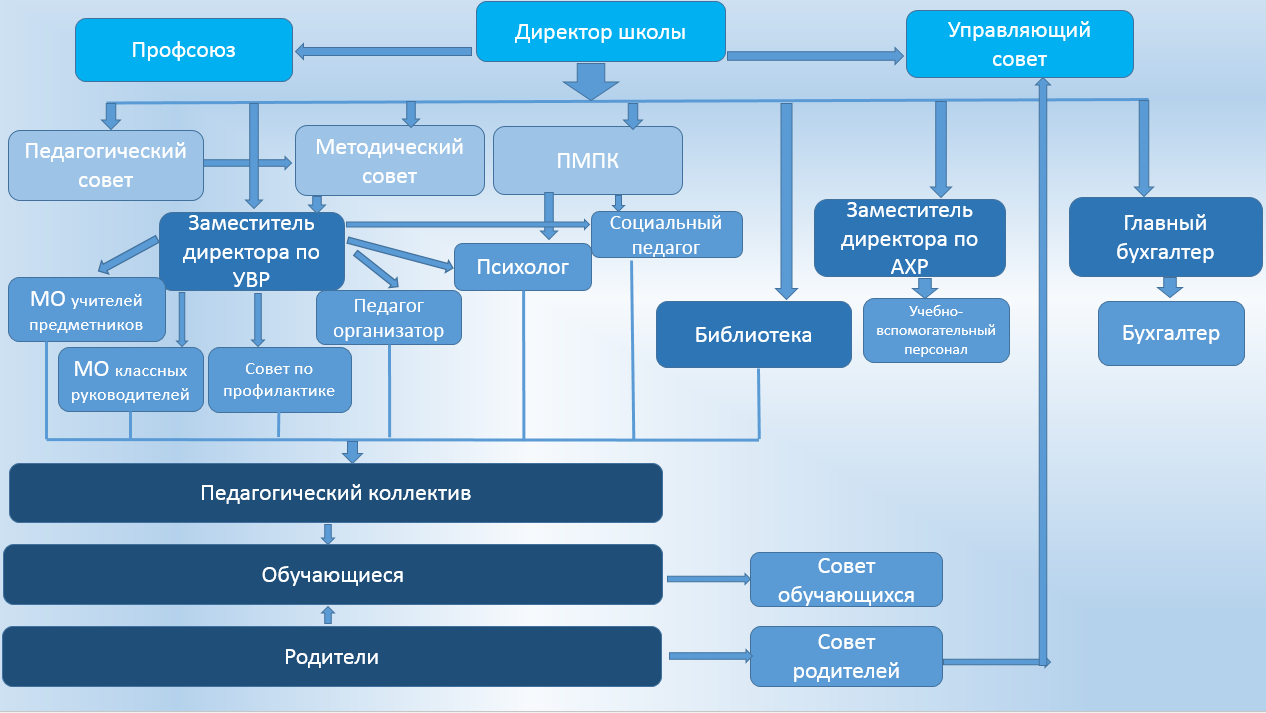 Профсоюз
Директор школы
Управляющий
совет
Педагогический
совет
Методический
совет
ПМПК
Заместитель
директора по
УВР
Социальный
педагог
Психолог
Заместитель
директора по
АХР
Главный
бухгалтер
МО учителей
предметников
Педагог
организатор
Библиотека
Учебно-
вспомогательный
персонал
Бухгалтер
МО классных
руководителей
Совет по
профилактике
Педагогический коллектив
Обучающиеся
Совет
обучающихся
Родители
Совет
родителей